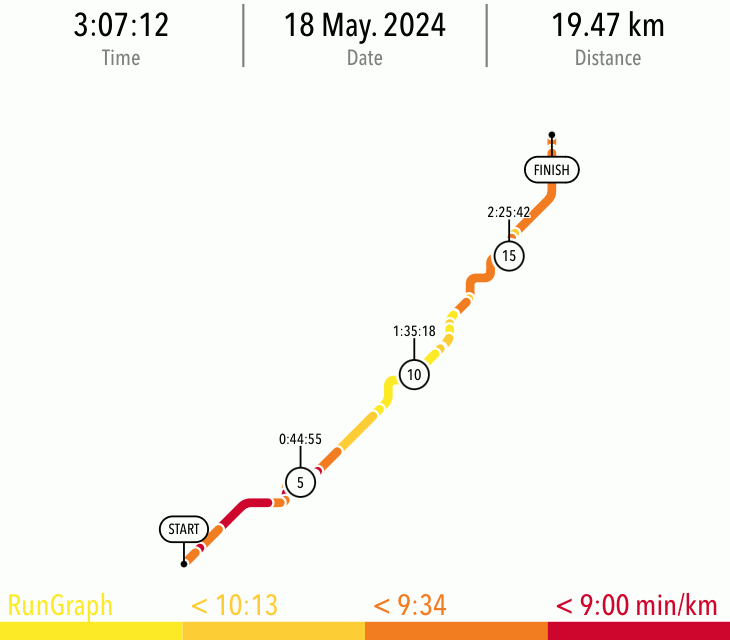 3:07:12 18 May. 2024 19.47 km
Time Date Distance
FINISH
2:25:42
15
1:35:18
10
0:44:55
5
START
RunGraph < 10:13 < 9:34 < 9:00 min/km